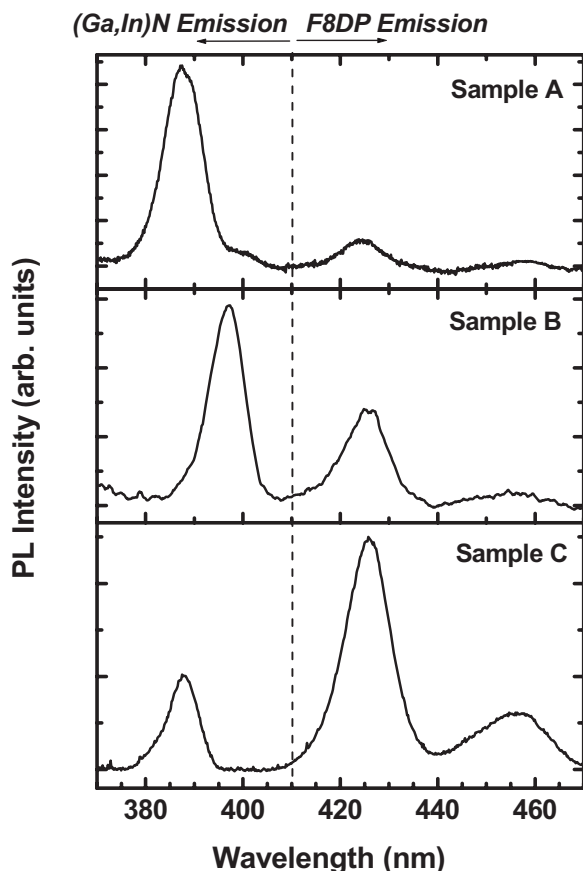 (Ga,In)N Emission F8DP Emission
Sample A
Sample B
Sample C
PL Intensity (arb. units)
380 400 420 440 460
Wavelength (nm)